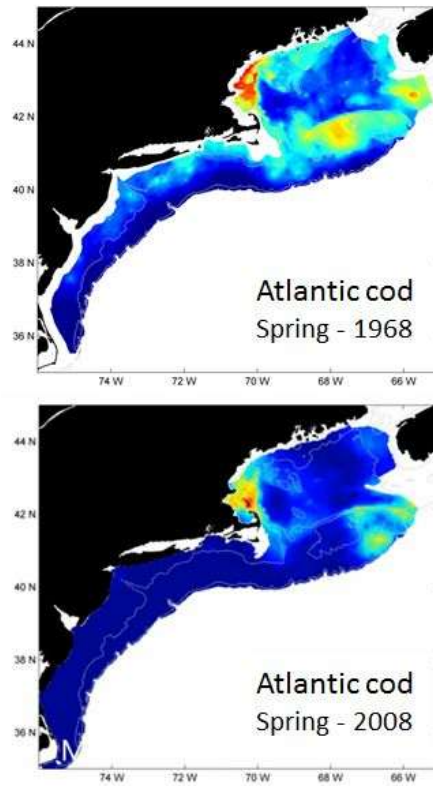 44 N
42 N
40 N
38 N
36 N
Atlantic cod
Spring - 1968
74 W 72 W 70 W 68 W 66 W
44 N
42 N
40 N
38 N
36 N
Atlantic cod
Spring - 2008
74 W 72 W 70 W 68 W 66 W